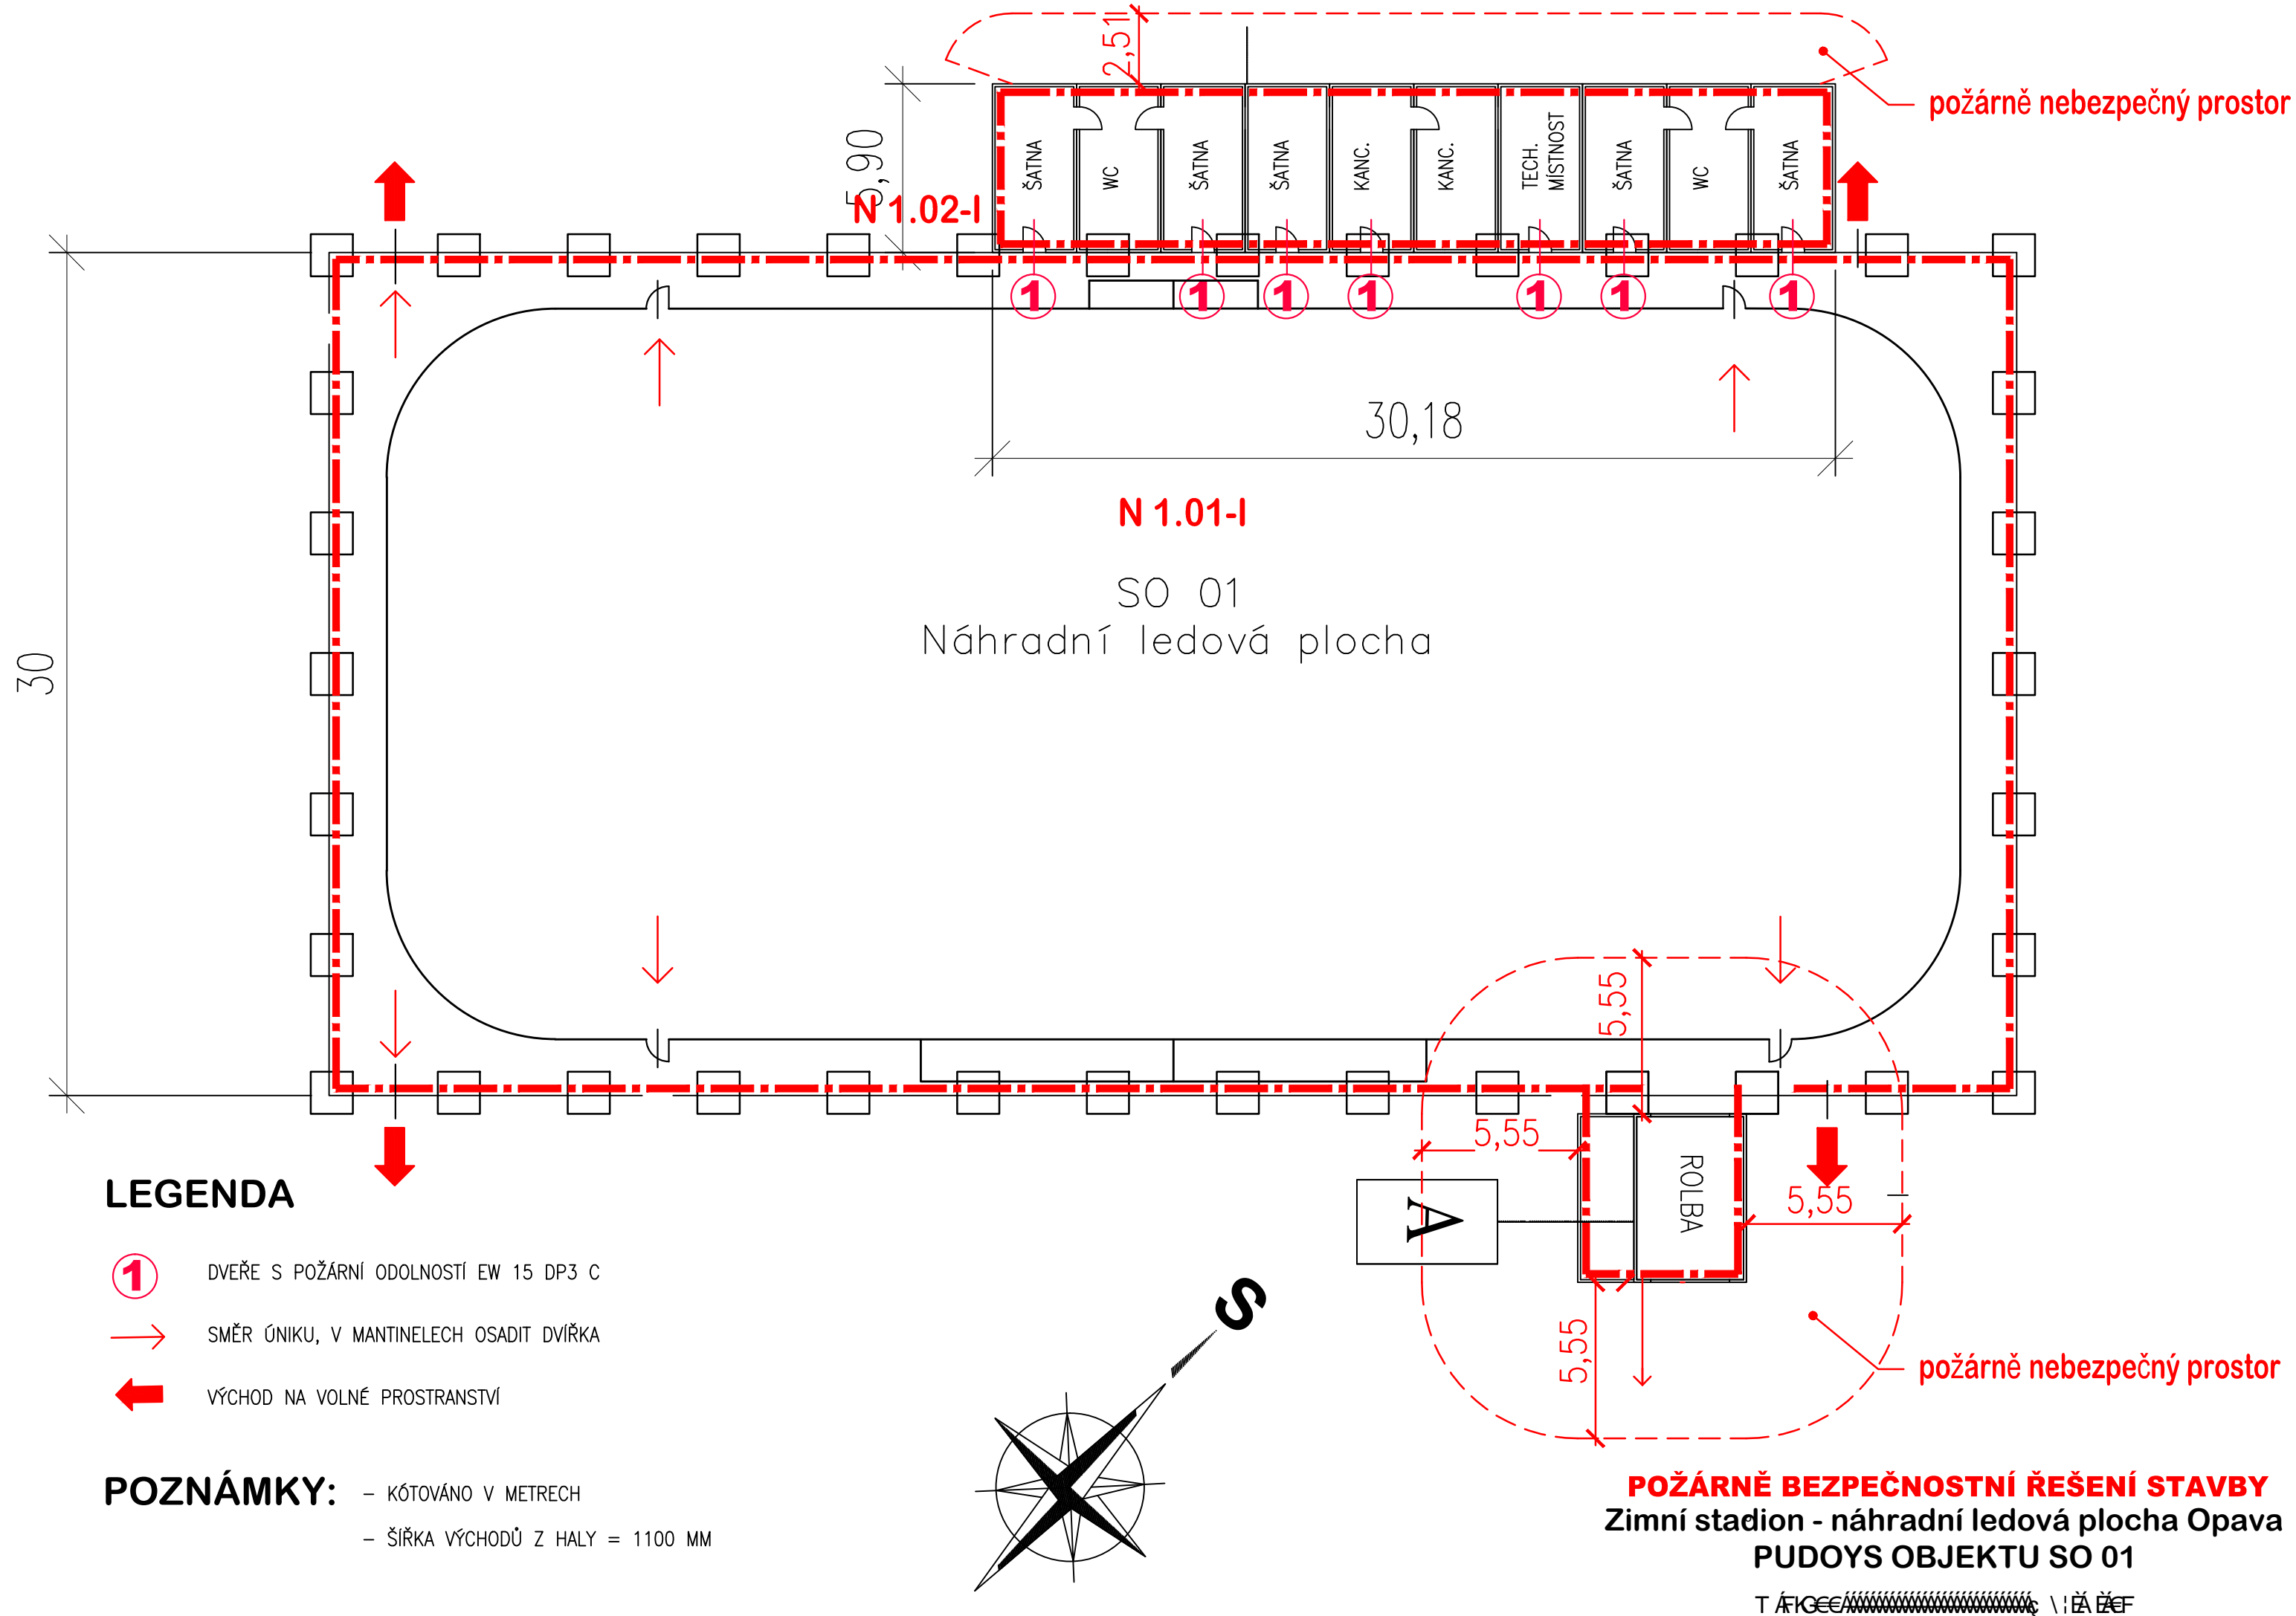 2,51
požárně nebezpečný prostor
5,90
ŠATNA
WC
ŠATNA
ŠATNA
KANC.
KANC.
TECH.
MÍSTNOST
ŠATNA
WC
ŠATNA
N 1.02-I
1
1
1
1
1
1
1
30,18
N 1.01-I
SO 01
Náhradní ledová plocha
30
5,55
5,55
ROLBA
5,55
A
5,55
požárně nebezpečný prostor
LEGENDA
1 DVEŘE S POŽÁRNÍ ODOLNOSTÍ EW 15 DP3 C
SMĚR ÚNIKU, V MANTINELECH OSADIT DVÍŘKA
VÝCHOD NA VOLNÉ PROSTRANSTVÍ
S
POZNÁMKY: – KÓTOVÁNO V METRECH
– ŠÍŘKA VÝCHODŮ Z HALY = 1100 MM
POŽÁRNĚ BEZPEČNOSTNÍ ŘEŠENÍ STAVBY
Zimní stadion - náhradní ledová plocha Opava
PUDOYS OBJEKTU SO 01